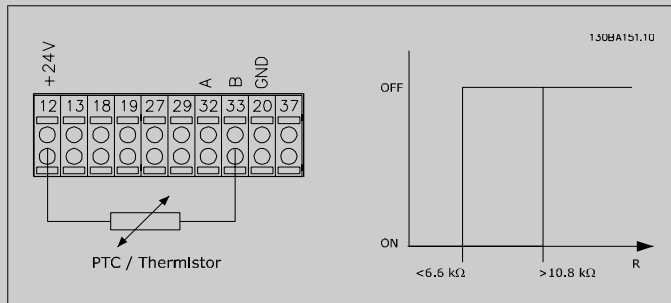 130BA151.10
+24V
A
B
GND
12 13 18 19 27 29 32 33 20 37
PTC / Thermistor
OFF
ON
R
<6.6 kΩ
>10.8 kΩ